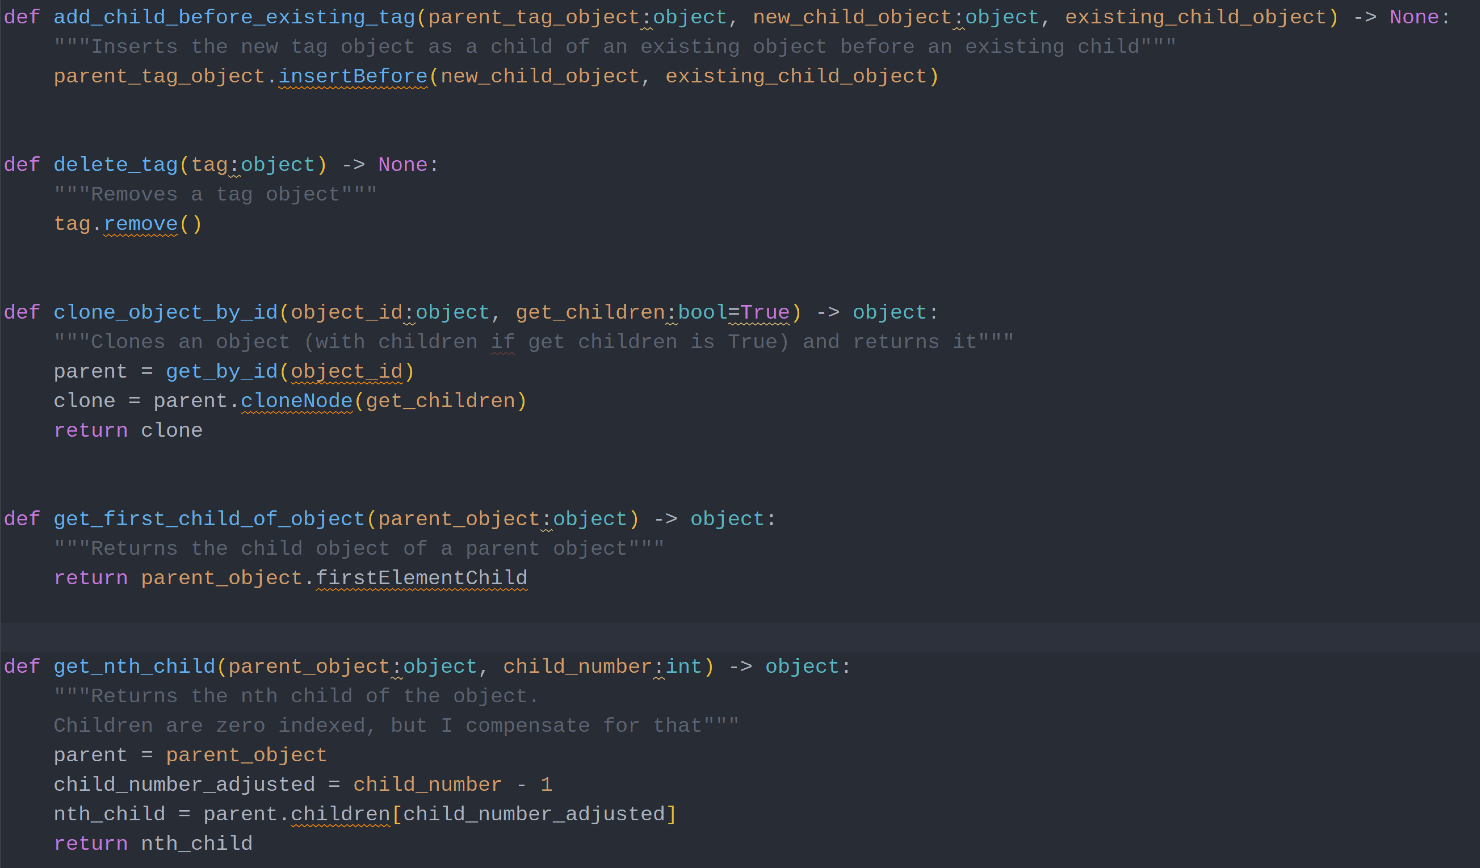 def add_child_before_existing_tag(parent_tag_object:object, new_child_object:object, existing_child_object) -> None:
    """Inserts the new tag object as a child of an existing object before an existing child"""
    parent_tag_object.insertBefore(new_child_object, existing_child_object)
def delete_tag(tag:object) -> None:
    """Removes a tag object"""
    tag.remove()
def clone_object_by_id(object_id:object, get_children:bool=True) -> object:
    """Clones an object (with children if get children is True) and returns it"""
    parent = get_by_id(object_id)
    clone = parent.cloneNode(get_children)
    return clone
def get_first_child_of_object(parent_object:object) -> object:
    """Returns the child object of a parent object"""
    return parent_object.firstElementChild
def get_nth_child(parent_object:object, child_number:int) -> object:
    """Returns the nth child of the object.
    Children are zero indexed, but I compensate for that"""
    parent = parent_object
    child_number_adjusted = child_number - 1
    nth_child = parent.children[child_number_adjusted]
    return nth_child